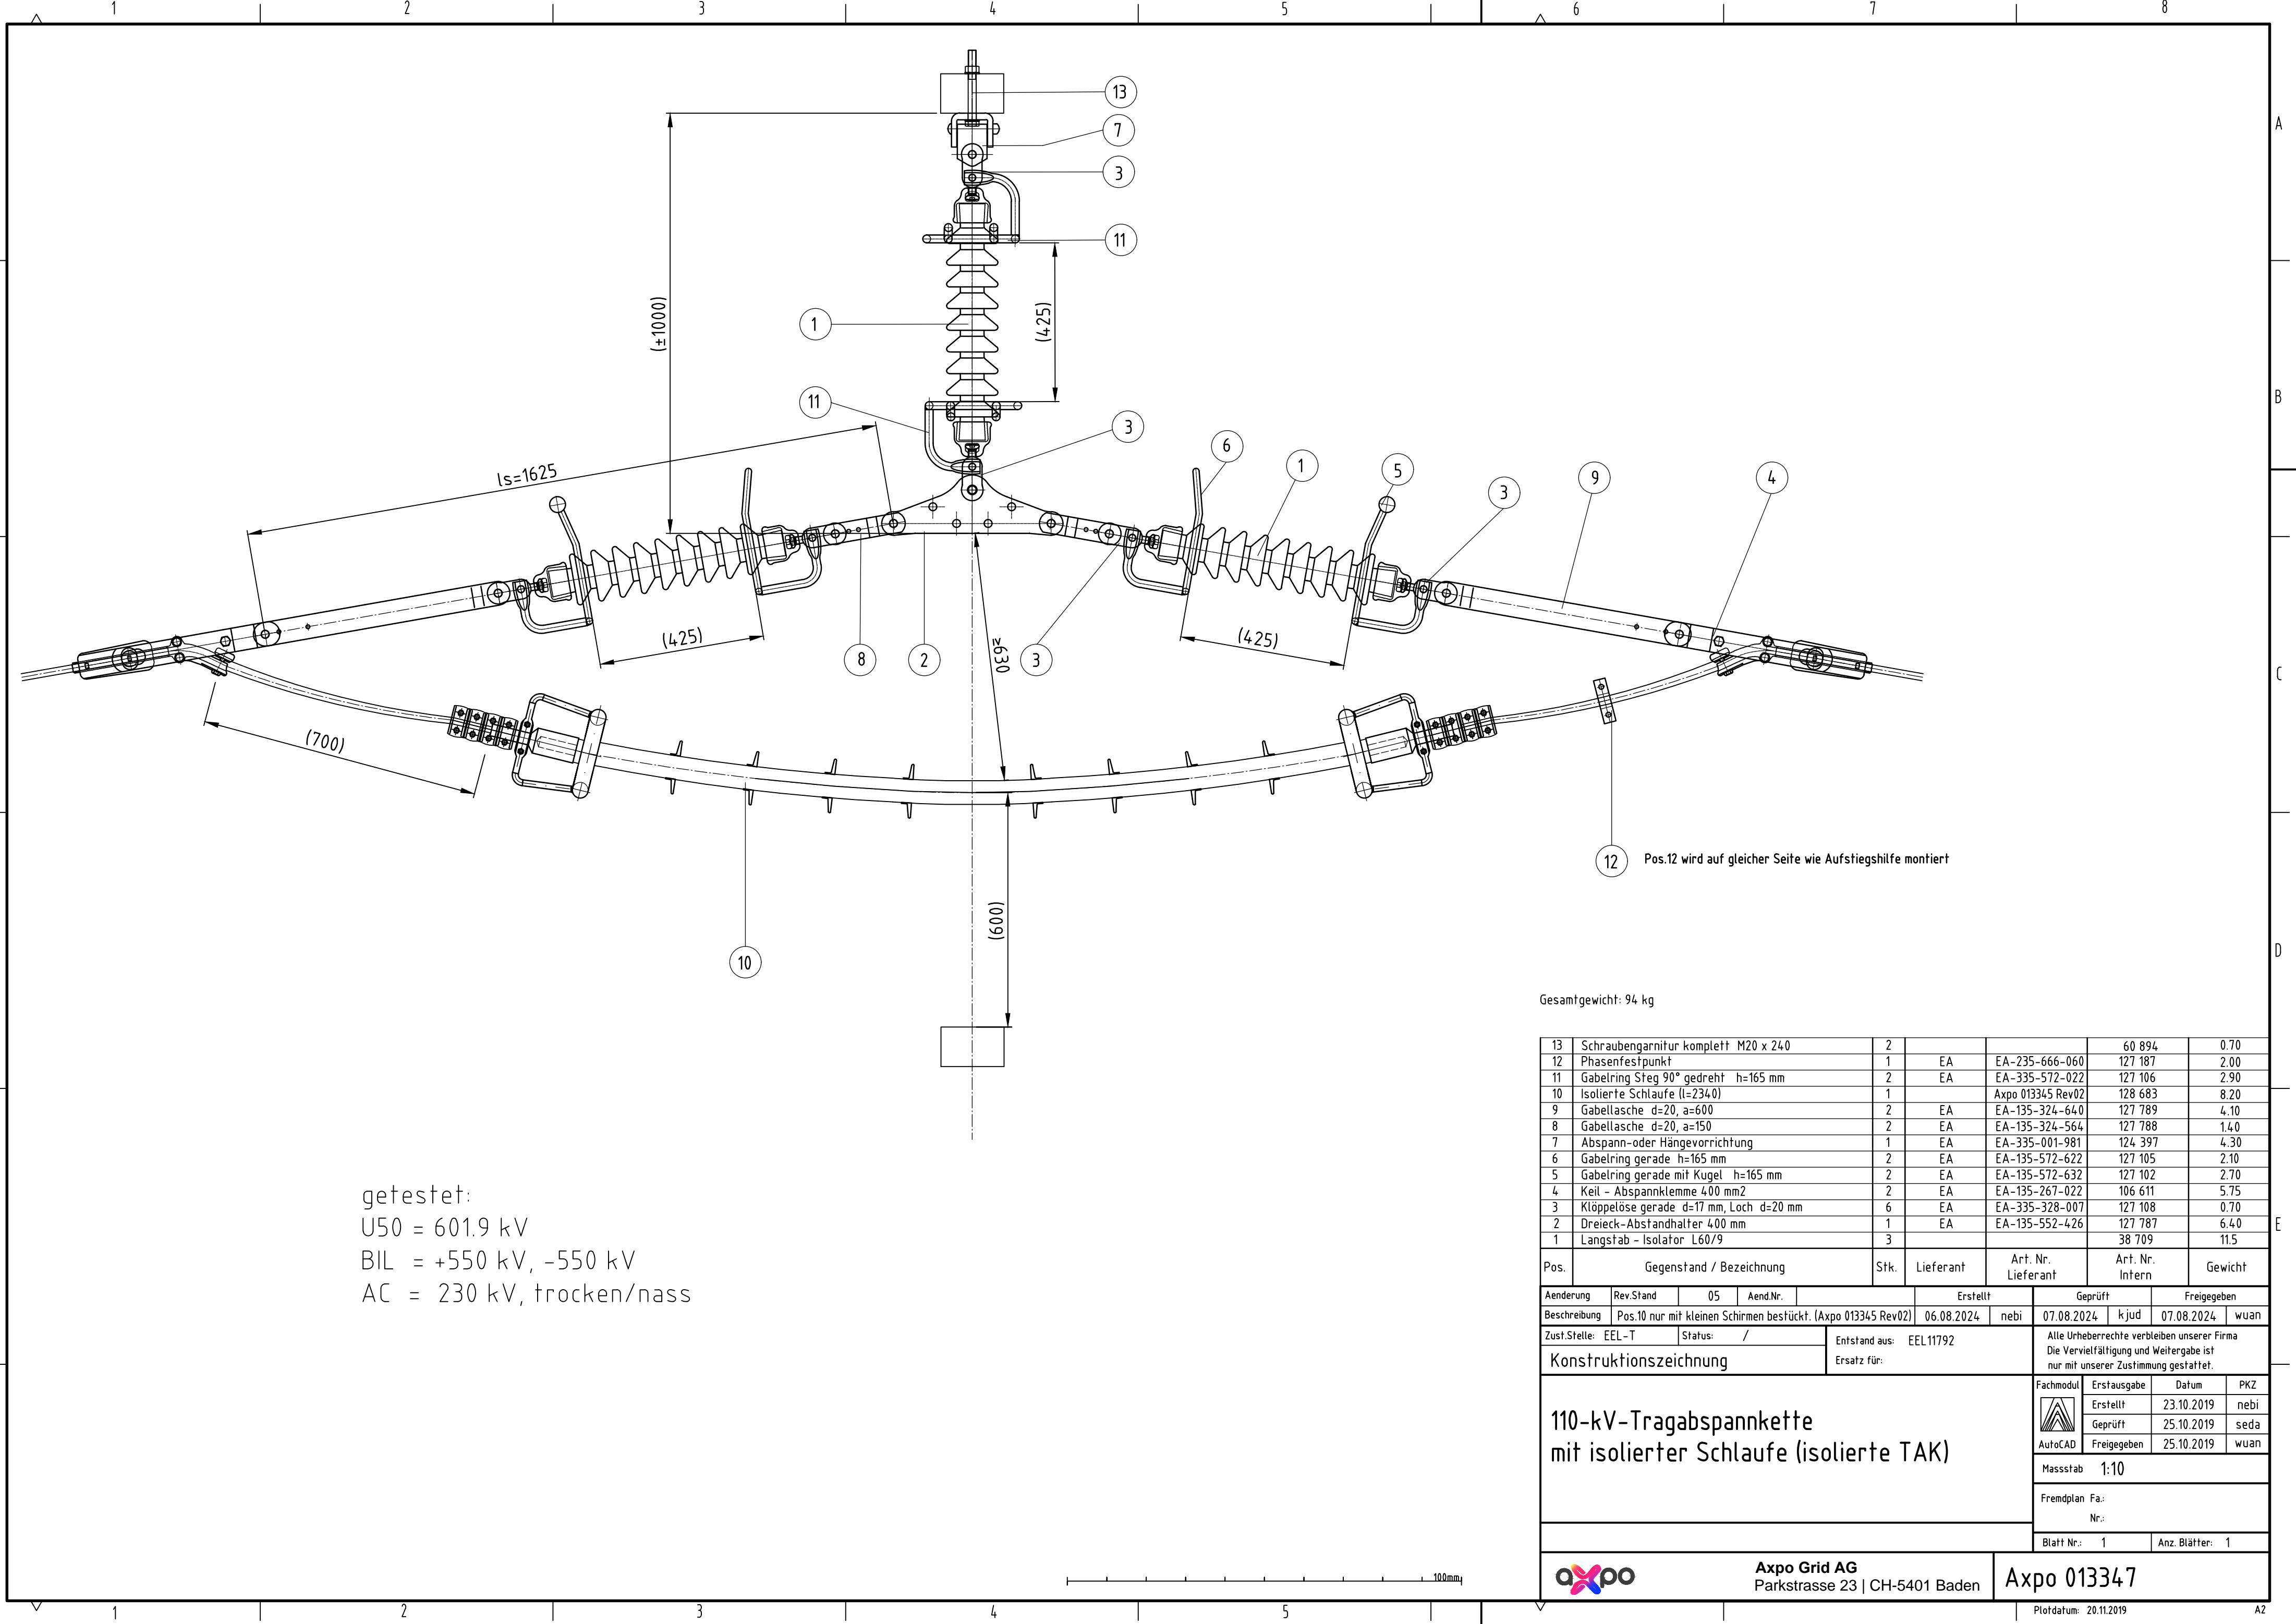 1 2 3 4 5 6 7 8
A
B
C
D
E
13
7
3
11
(±1000)
1
(425)
11
3
ls=1625
6
1
5
3
9
4
(425)
8
2
≈630
3
(425)
(700)
12
Pos.12 wird auf gleicher Seite wie Aufstiegshilfe montiert
(600)
10
Gesamtgewicht: 94 kg
getestet:
U50 = 601.9 kV
BIL = +550 kV, -550 kV
AC = 230 kV, trocken/nass
13 Schraubengarnitur komplett M20 x 240 2 60 894 0.70
12 Phasenfestpunkt 1 EA EA-235-666-060 127 187 2.00
11 Gabelring Steg 90° gedreht h=165 mm 2 EA EA-335-572-022 127 106 2.90
10 Isolierte Schlaufe (l=2340) 1 Axpo 013345 Rev02 128 683 8.20
9 Gabellasche d=20, a=600 2 EA EA-135-324-640 127 789 4.10
8 Gabellasche d=20, a=150 2 EA EA-135-324-564 127 788 1.40
7 Abspann-oder Hängevorrichtung 1 EA EA-335-001-981 124 397 4.30
6 Gabelring gerade h=165 mm 2 EA EA-135-572-622 127 105 2.10
5 Gabelring gerade mit Kugel h=165 mm 2 EA EA-135-572-632 127 102 2.70
4 Keil - Abspannklemme 400 mm2 2 EA EA-135-267-022 106 611 5.75
3 Klöppelöse gerade d=17 mm, Loch d=20 mm 6 EA EA-335-328-007 127 108 0.70
2 Dreieck-Abstandhalter 400 mm 1 EA EA-135-552-426 127 787 6.40
1 Langstab - Isolator L60/9 3 38 709 11.5
Pos. Gegenstand / Bezeichnung Stk. Lieferant Art. Nr. Lieferant Art. Nr. Intern Gewicht
Aenderung Rev.Stand 05 Aend.Nr. Erstellt Geprüft Freigegeben
Beschreibung Pos.10 nur mit kleinen Schirmen bestückt. (Axpo 013345 Rev02) 06.08.2024 nebi 07.08.2024 kjud 07.08.2024 wuan
Zust.Stelle: EEL-T Status: / Entstand aus: EEL11792
Konstruktionszeichnung Ersatz für:
Alle Urheberrechte verbleiben unserer Firma
Die Vervielfältigung und Weitergabe ist
nur mit unserer Zustimmung gestattet.
110-kV-Tragabspannkette
mit isolierter Schlaufe (isolierte TAK)
Fachmodul Erstausgabe Datum PKZ
Erstellt 23.10.2019 nebi
Geprüft 25.10.2019 seda
AutoCAD Freigegeben 25.10.2019 wuan
Massstab 1:10
Fremdplan Fa.:
Nr.:
Blatt Nr.: 1 Anz. Blätter: 1
100mm
axpo
Axpo Grid AG
Parkstrasse 23 | CH-5401 Baden
Axpo 013347
1 2 3 4 5
Plotdatum: 20.11.2019 A2